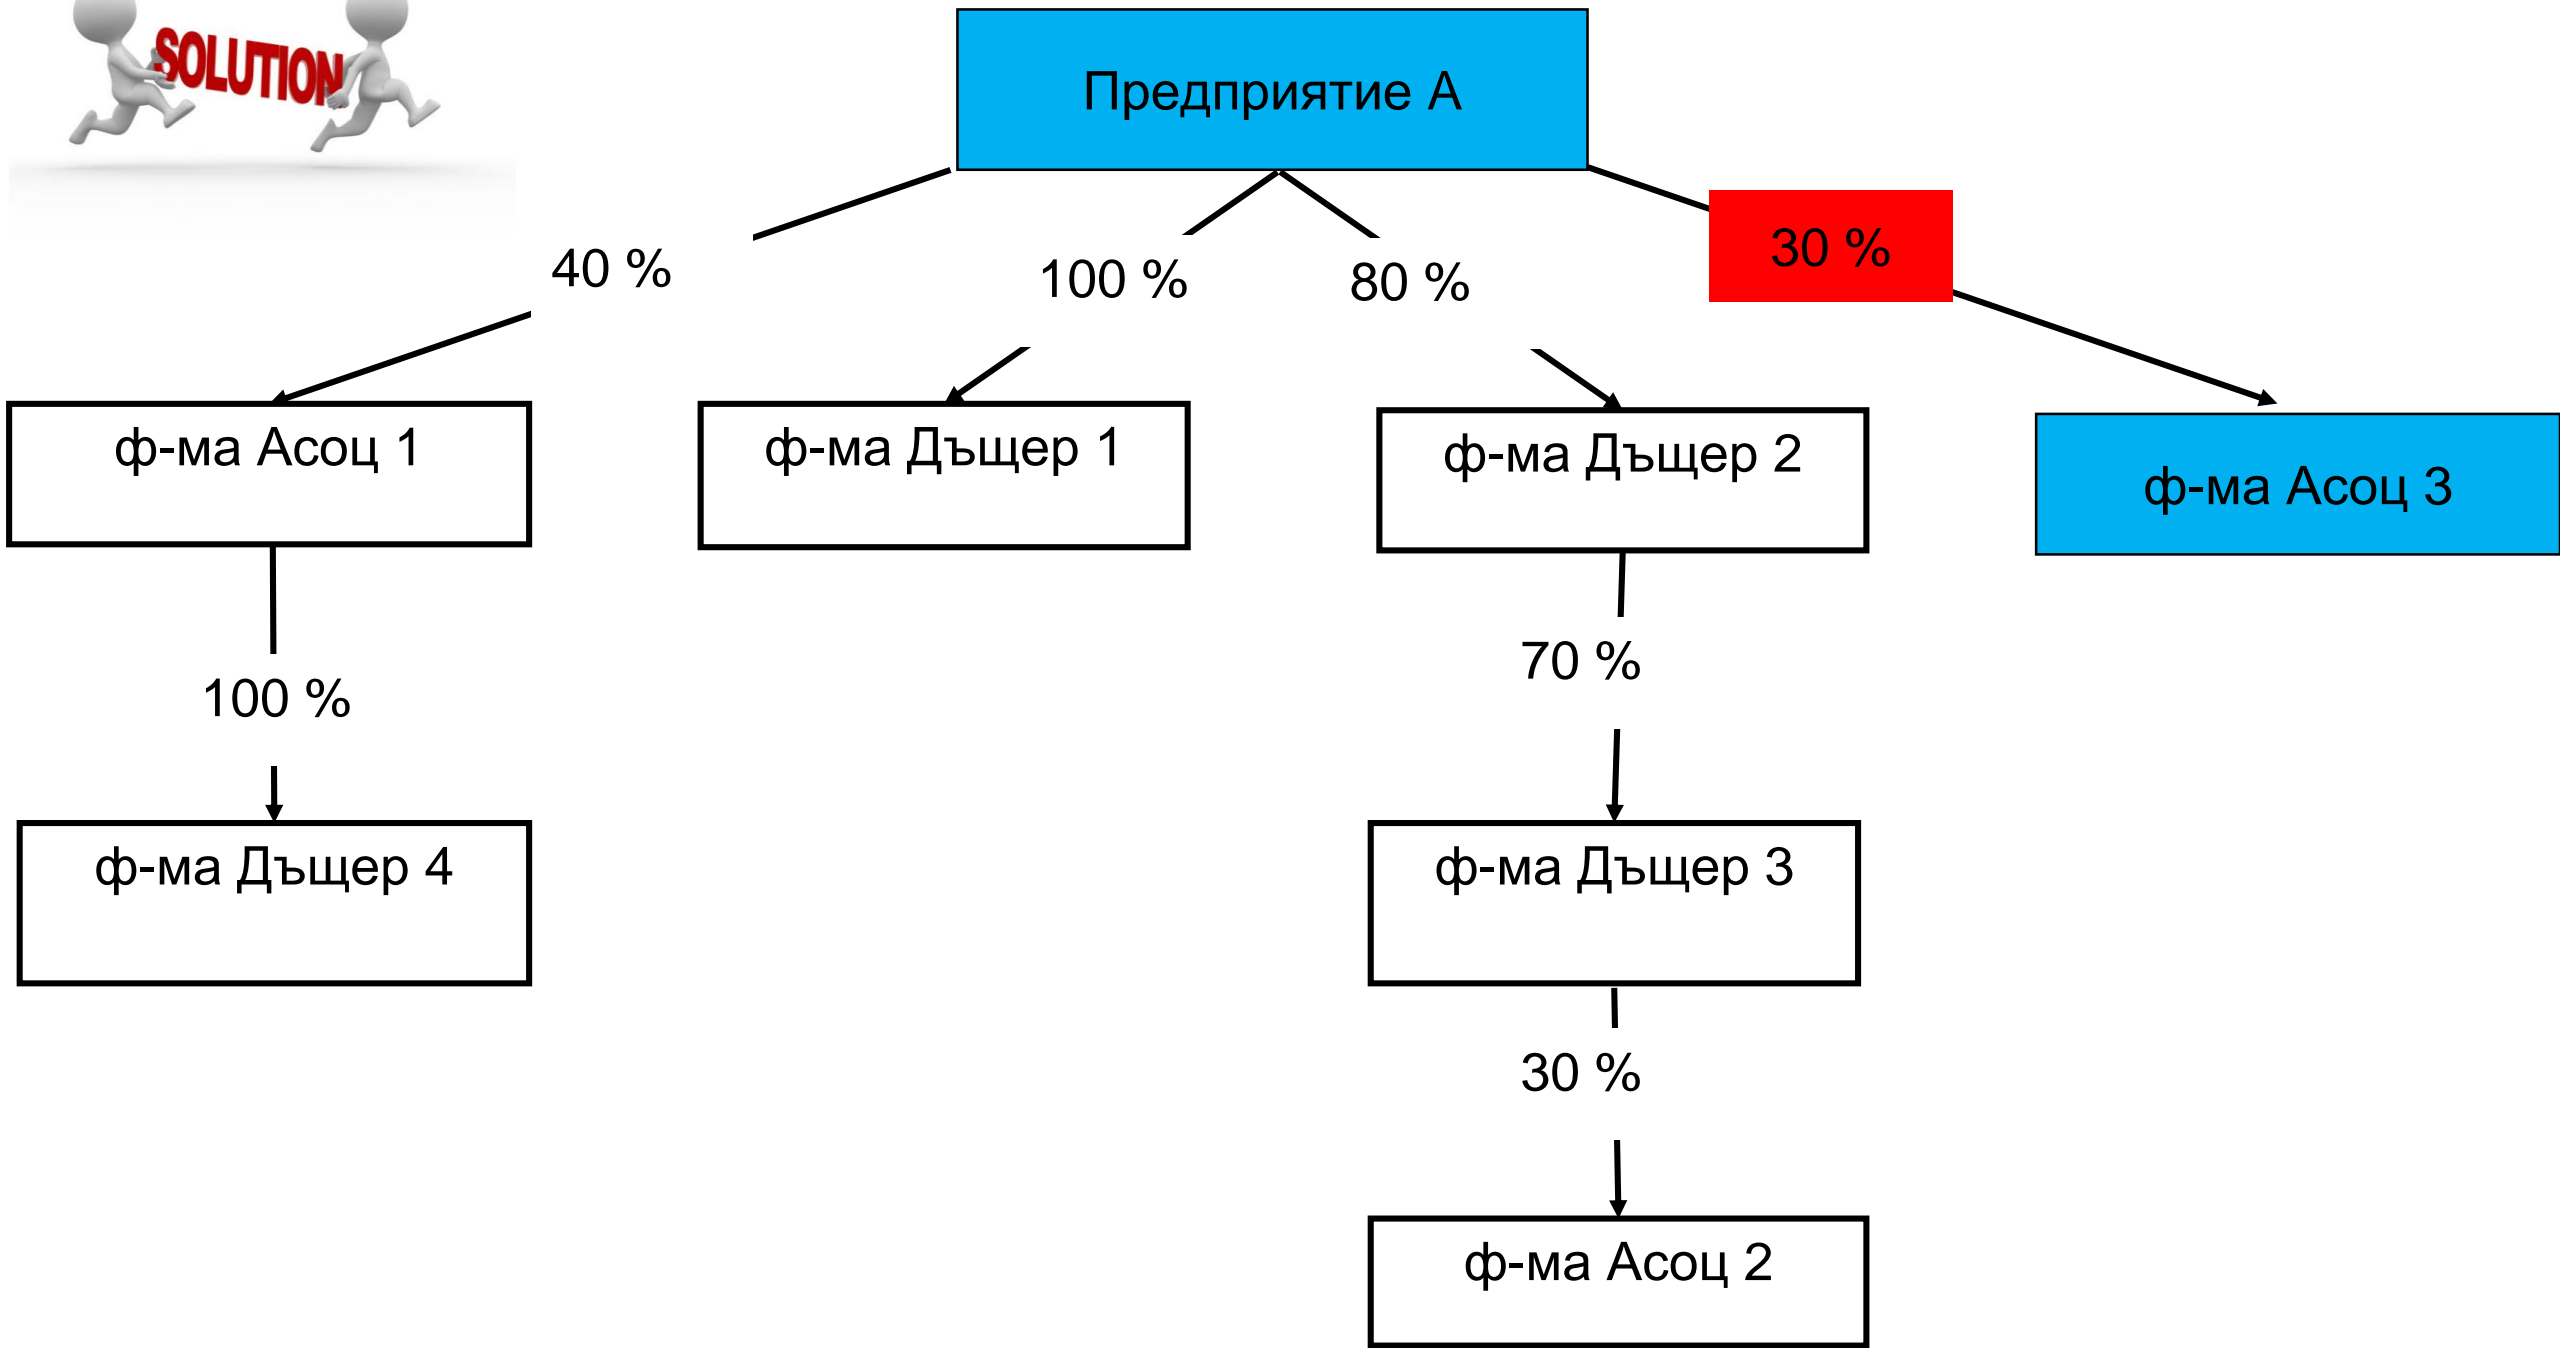 SOLUTION
Предприятие А
40 %
100 %
80 %
30 %
ф-ма Асоц 1
ф-ма Дъщер 1
ф-ма Дъщер 2
ф-ма Асоц 3
100 %
70 %
ф-ма Дъщер 4
ф-ма Дъщер 3
30 %
ф-ма Асоц 2